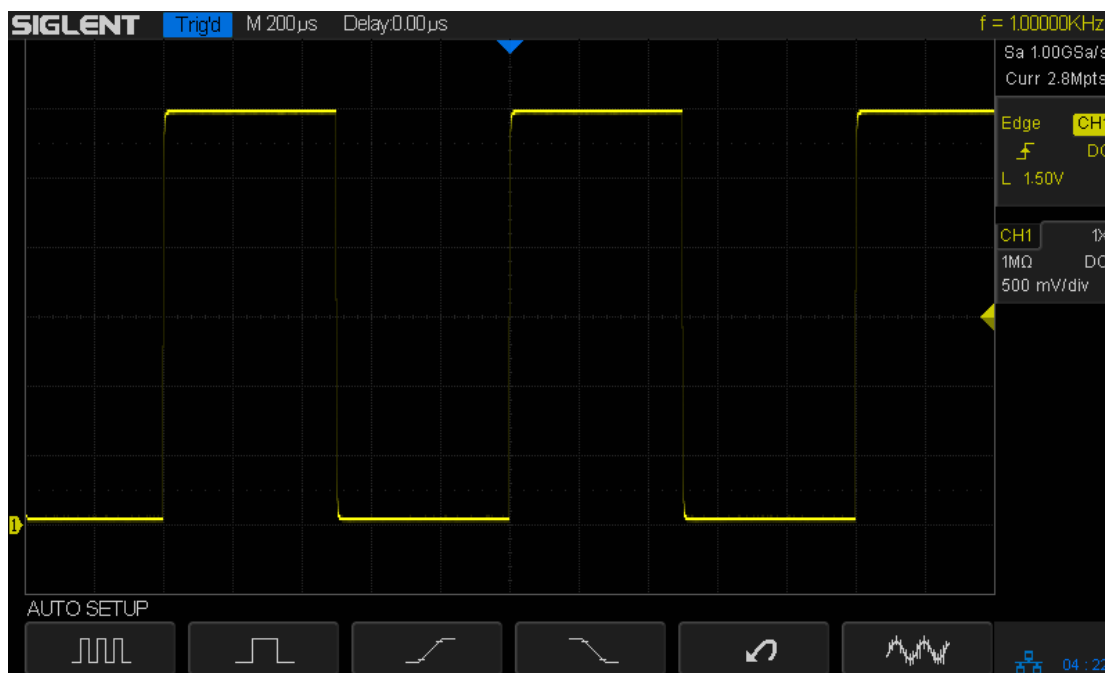 SIGLENT Trig'd M 200µs Delay:0.00µs f = 1.00000KHz
Sa 1.00GSa/s
Curr 2.8Mpts
Edge CH1
DC
L 1.50V
CH1 1X
1MΩ DC
500 mV/div
1
AUTO SETUP
04 : 22